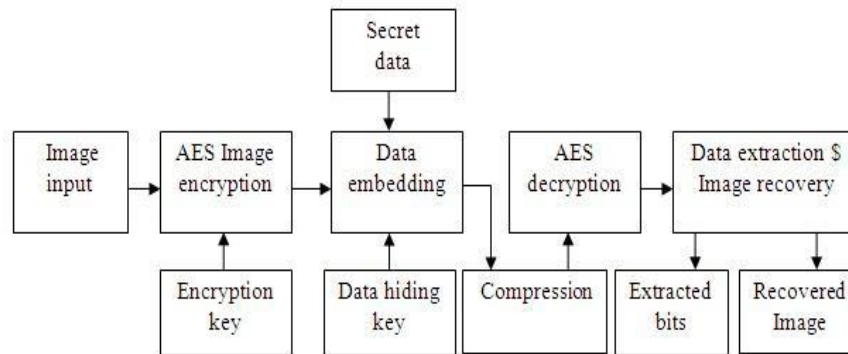 Secret
data
Image
input
AES Image
encryption
Data
embedding
AES
decryption
Data extraction $
Image recovery
Encryption
key
Data hiding
key
Compression
Extracted
bits
Recovered
Image